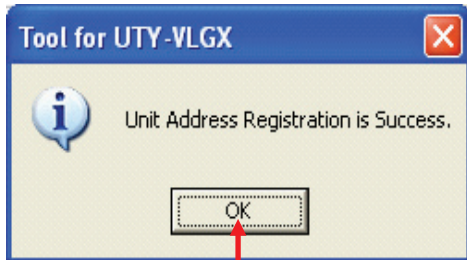 Tool for UTY-VLGX
Unit Address Registration is Success.
OK